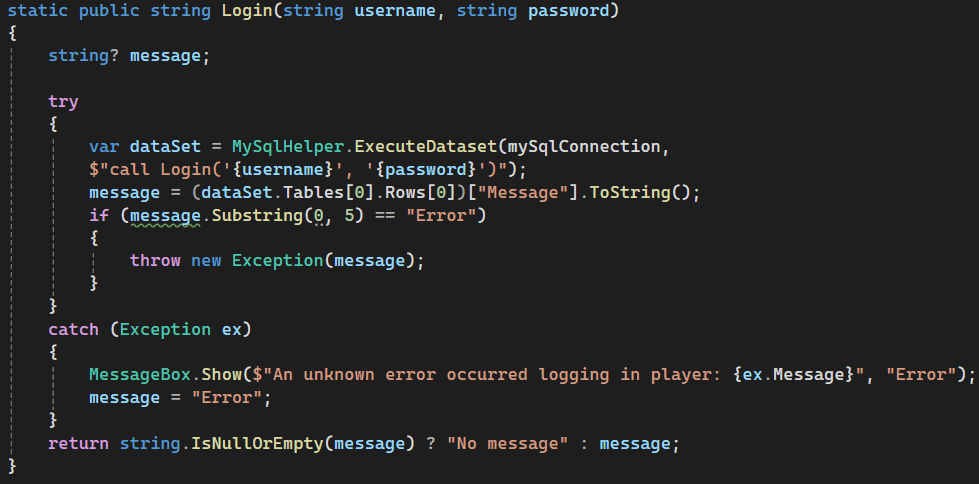 static public string Login(string username, string password)
{
    string? message;

    try
    {
        var dataSet = MySqlHelper.ExecuteDataset(mySqlConnection,
        $"call Login('{username}', '{password}')");
        message = (dataSet.Tables[0].Rows[0])["Message"].ToString();
        if (message.Substring(0, 5) == "Error")
        {
            throw new Exception(message);
        }
    }
    catch (Exception ex)
    {
        MessageBox.Show($"An unknown error occurred logging in player: {ex.Message}", "Error");
        message = "Error";
    }
    return string.IsNullOrEmpty(message) ? "No message" : message;
}